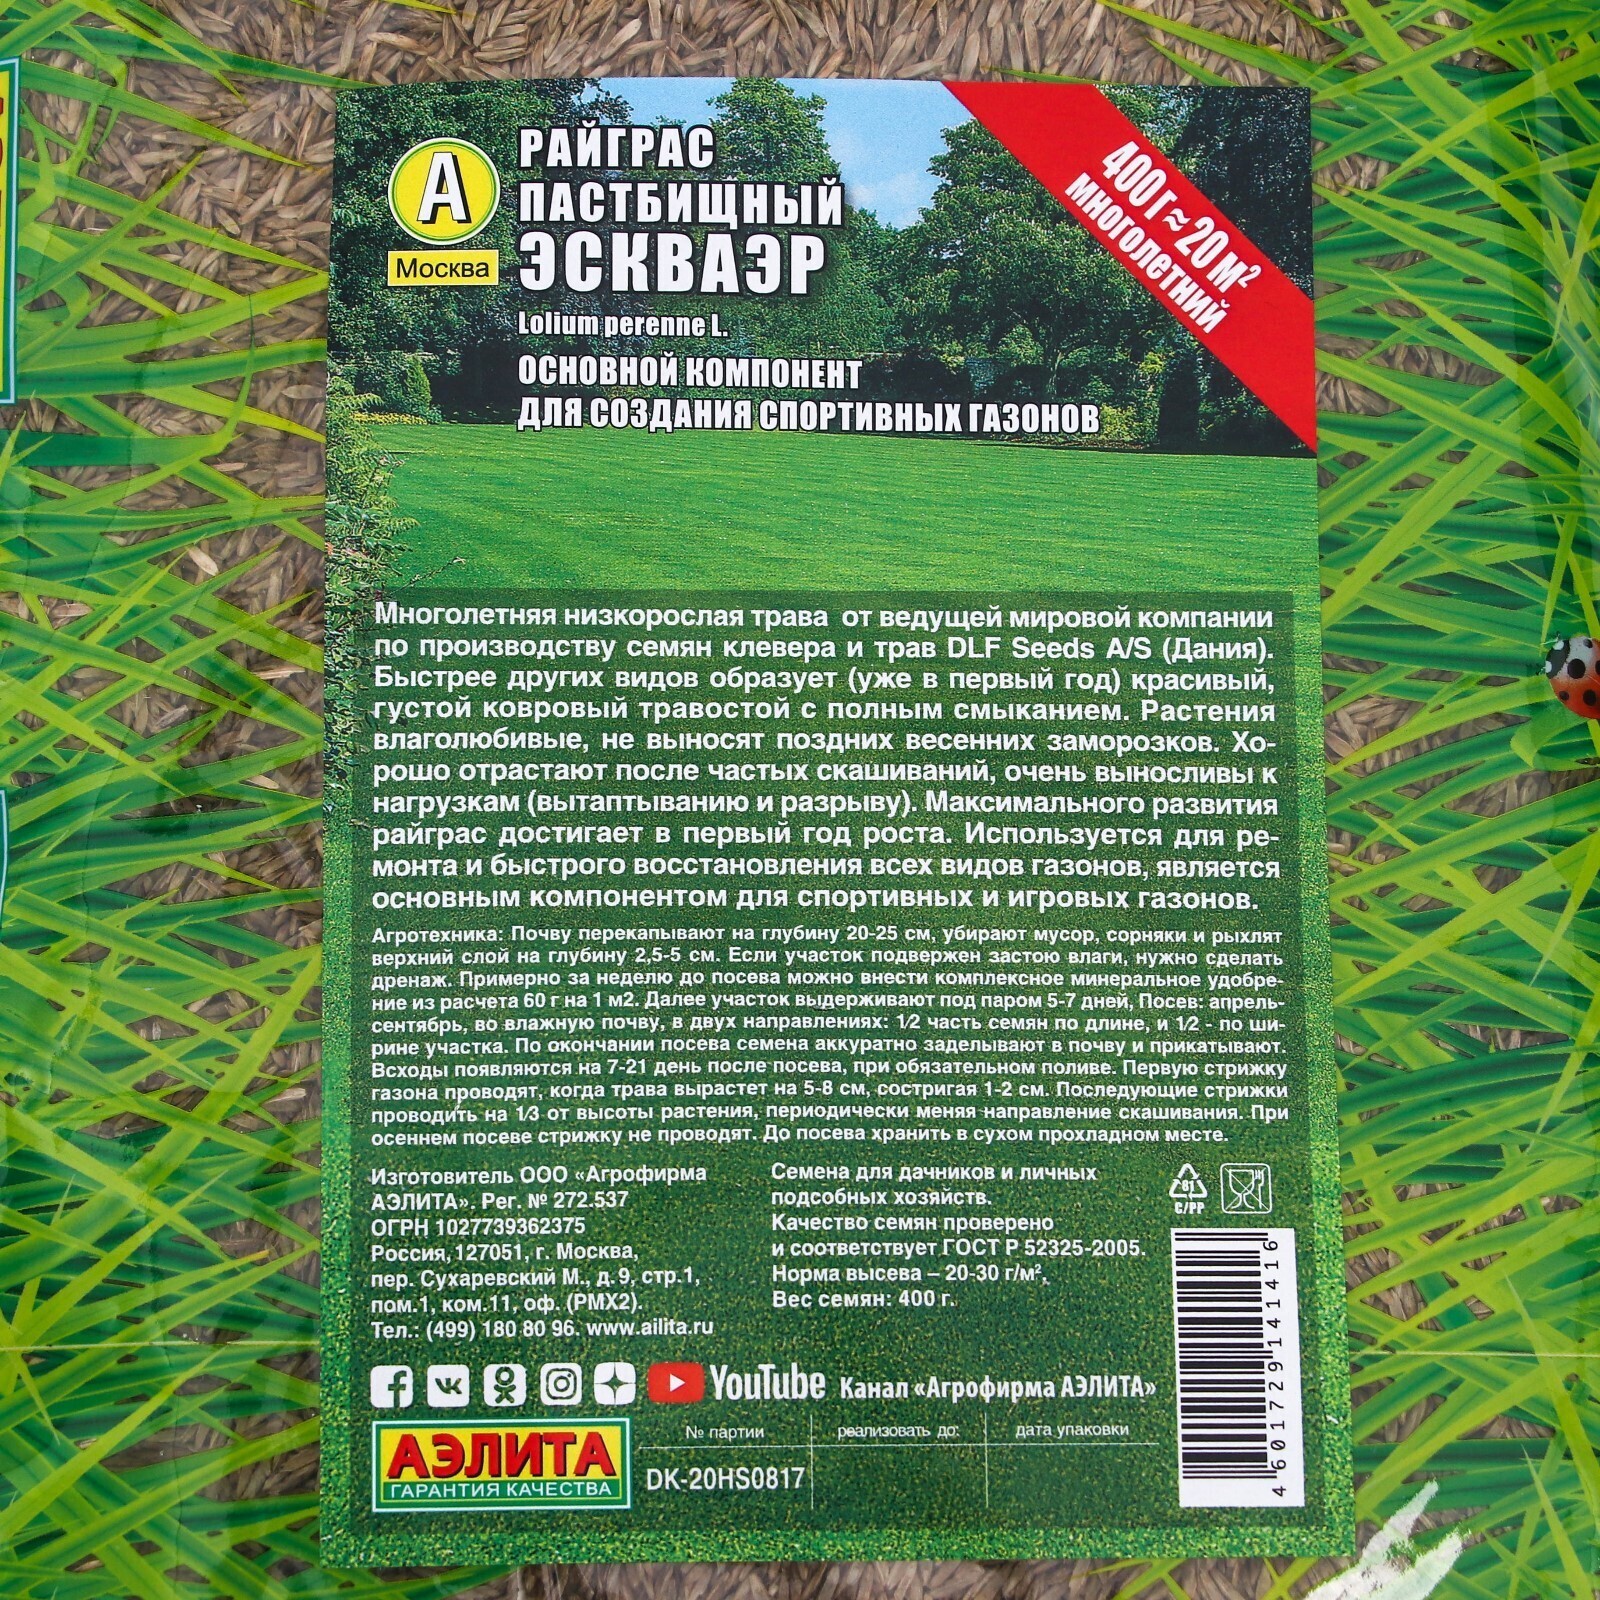 А
Москва
РАЙГРАС
ПАСТБИЩНЫЙ
ЭСКВАЭР
Lolium perenne L.
ОСНОВНОЙ КОМПОНЕНТ
ДЛЯ СОЗДАНИЯ СПОРТИВНЫХ ГАЗОНОВ
400 г ≈ 20 м²
МНОГОЛЕТНИЙ
Многолетняя низкорослая трава от ведущей мировой компании
по производству семян клевера и трав DLF Seeds A/S (Дания).
Быстрее других видов образует (уже в первый год) красивый,
густой ковровый травостой с полным смыканием. Растения
влаголюбивые, не выносят поздних весенних заморозков. Хо-
рошо отрастают после частых скашиваний, очень выносливы к
нагрузкам (вытаптыванию и разрыву). Максимального развития
райграс достигает в первый год роста. Используется для ре-
монта и быстрого восстановления всех видов газонов, является
основным компонентом для спортивных и игровых газонов.
Агротехника: Почву перекапывают на глубину 20-25 см, убирают мусор, сорняки и рыхлят
верхний слой на глубину 2,5-5 см. Если участок подвержен застою влаги, нужно сделать
дренаж. Примерно за неделю до посева можно внести комплексное минеральное удобре-
ние из расчета 60 г на 1 м2. Далее участок выдерживают под паром 5-7 дней, Посев: апрель-
сентябрь, во влажную почву, в двух направлениях: 1/2 часть семян по длине, и 1/2 - по ши-
рине участка. По окончании посева семена аккуратно заделывают в почву и прикатывают.
Всходы появляются на 7-21 день после посева, при обязательном поливе. Первую стрижку
газона проводят, когда трава вырастет на 5-8 см, состригая 1-2 см. Последующие стрижки
проводить на 1/3 от высоты растения, периодически меняя направление скашивания. При
осеннем посеве стрижку не проводят. До посева хранить в сухом прохладном месте.
Изготовитель ООО «Агрофирма
АЭЛИТА». Рег. № 272.537
ОГРН 1027739362375
Россия, 127051, г. Москва,
пер. Сухаревский М., д. 9, стр.1,
пом.1, ком.11, оф. (РМХ2).
Тел.: (499) 180 80 96. www.ailita.ru
Семена для дачников и личных
подсобных хозяйств.
Качество семян проверено
и соответствует ГОСТ Р 52325-2005.
Норма высева – 20-30 г/м².
Вес семян: 400 г.
81
C/PP
4 601729 141416
YouTube Канал «Агрофирма АЭЛИТА»
АЭЛИТА
ГАРАНТИЯ КАЧЕСТВА
№ партии реализовать до: дата упаковки
DK-20HS0817